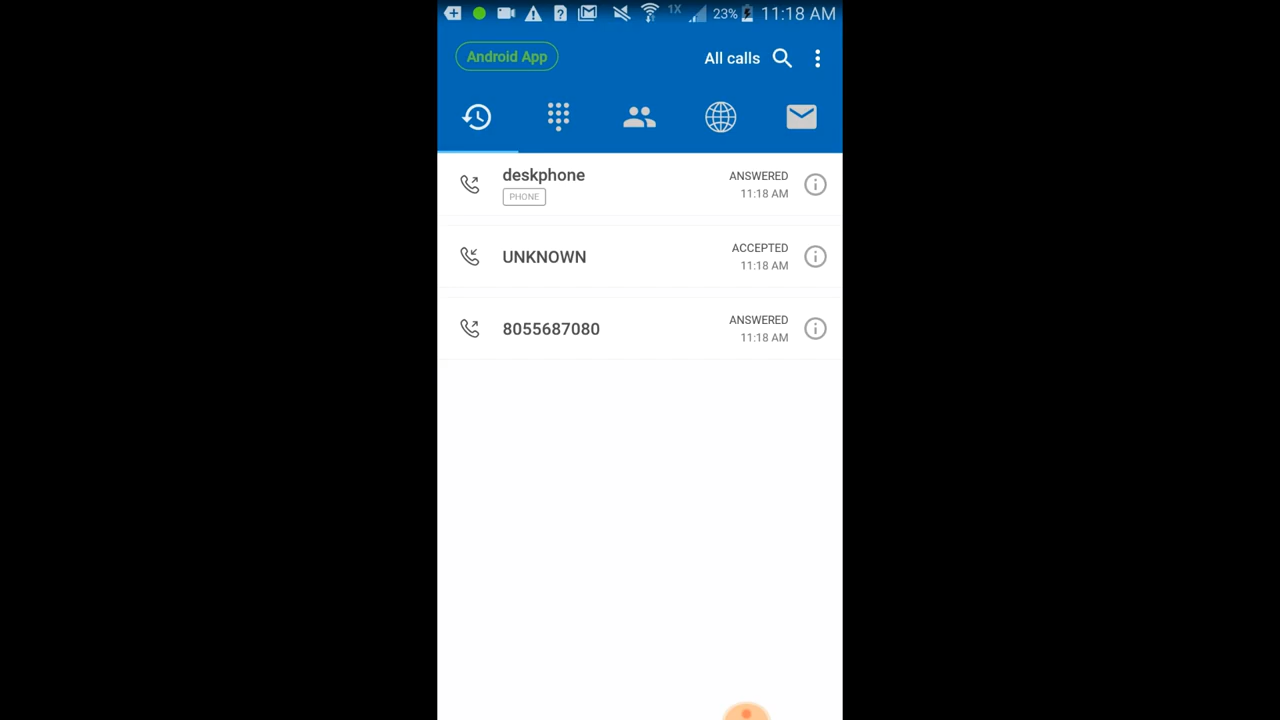 1X 23% 11:18 AM
Android App
All calls
deskphone
PHONE
ANSWERED
11:18 AM
UNKNOWN
ACCEPTED
11:18 AM
8055687080
ANSWERED
11:18 AM